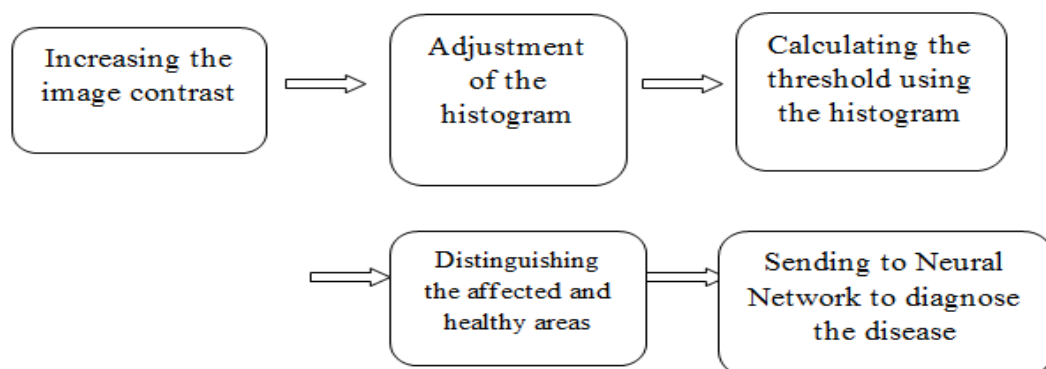 Increasing the
image contrast
Adjustment
of the
histogram
Calculating the
threshold using
the histogram
Distinguishing
the affected and
healthy areas
Sending to Neural
Network to diagnose
the disease